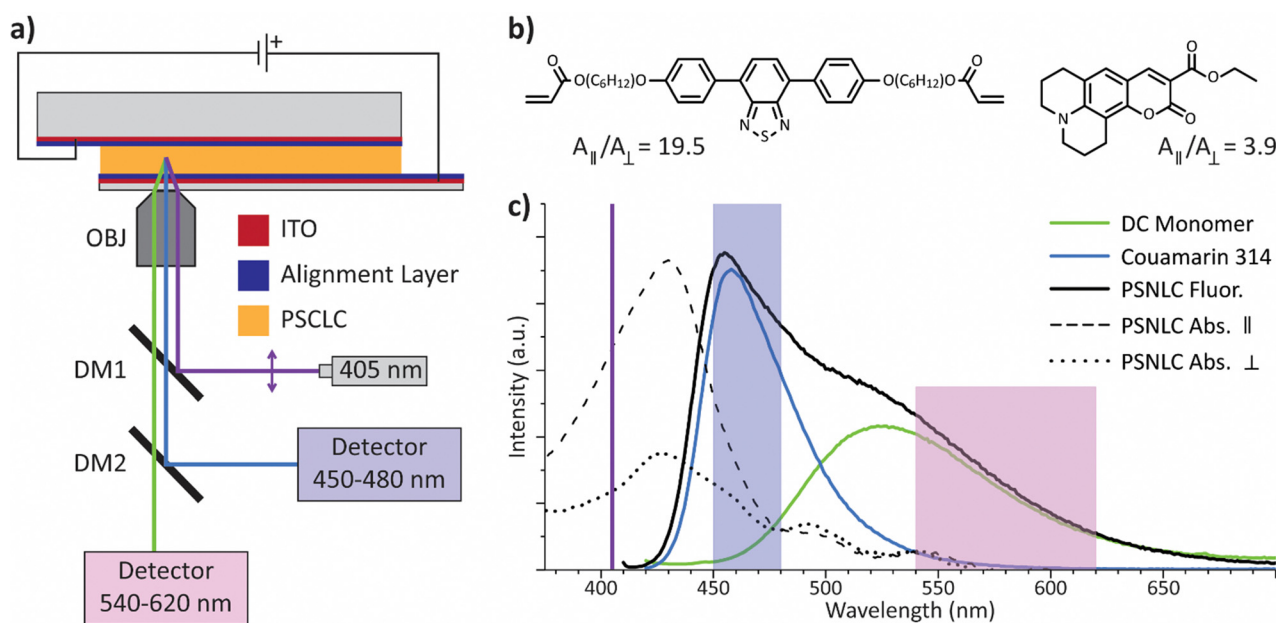 a)
+
OBJ
ITO
Alignment Layer
PSCLC
DM1
405 nm
DM2
Detector
450-480 nm
Detector
540-620 nm
b)
O
O(C₆H₁₂)O
O(C₆H₁₂)O
O
N
S
N
A∥/A⊥ = 19.5
O
O
N
O
O
A∥/A⊥ = 3.9
c)
DC Monomer
Couamarin 314
PSNLC Fluor.
PSNLC Abs. ∥
PSNLC Abs. ⊥
Intensity (a.u.)
400
450
500
550
600
650
Wavelength (nm)